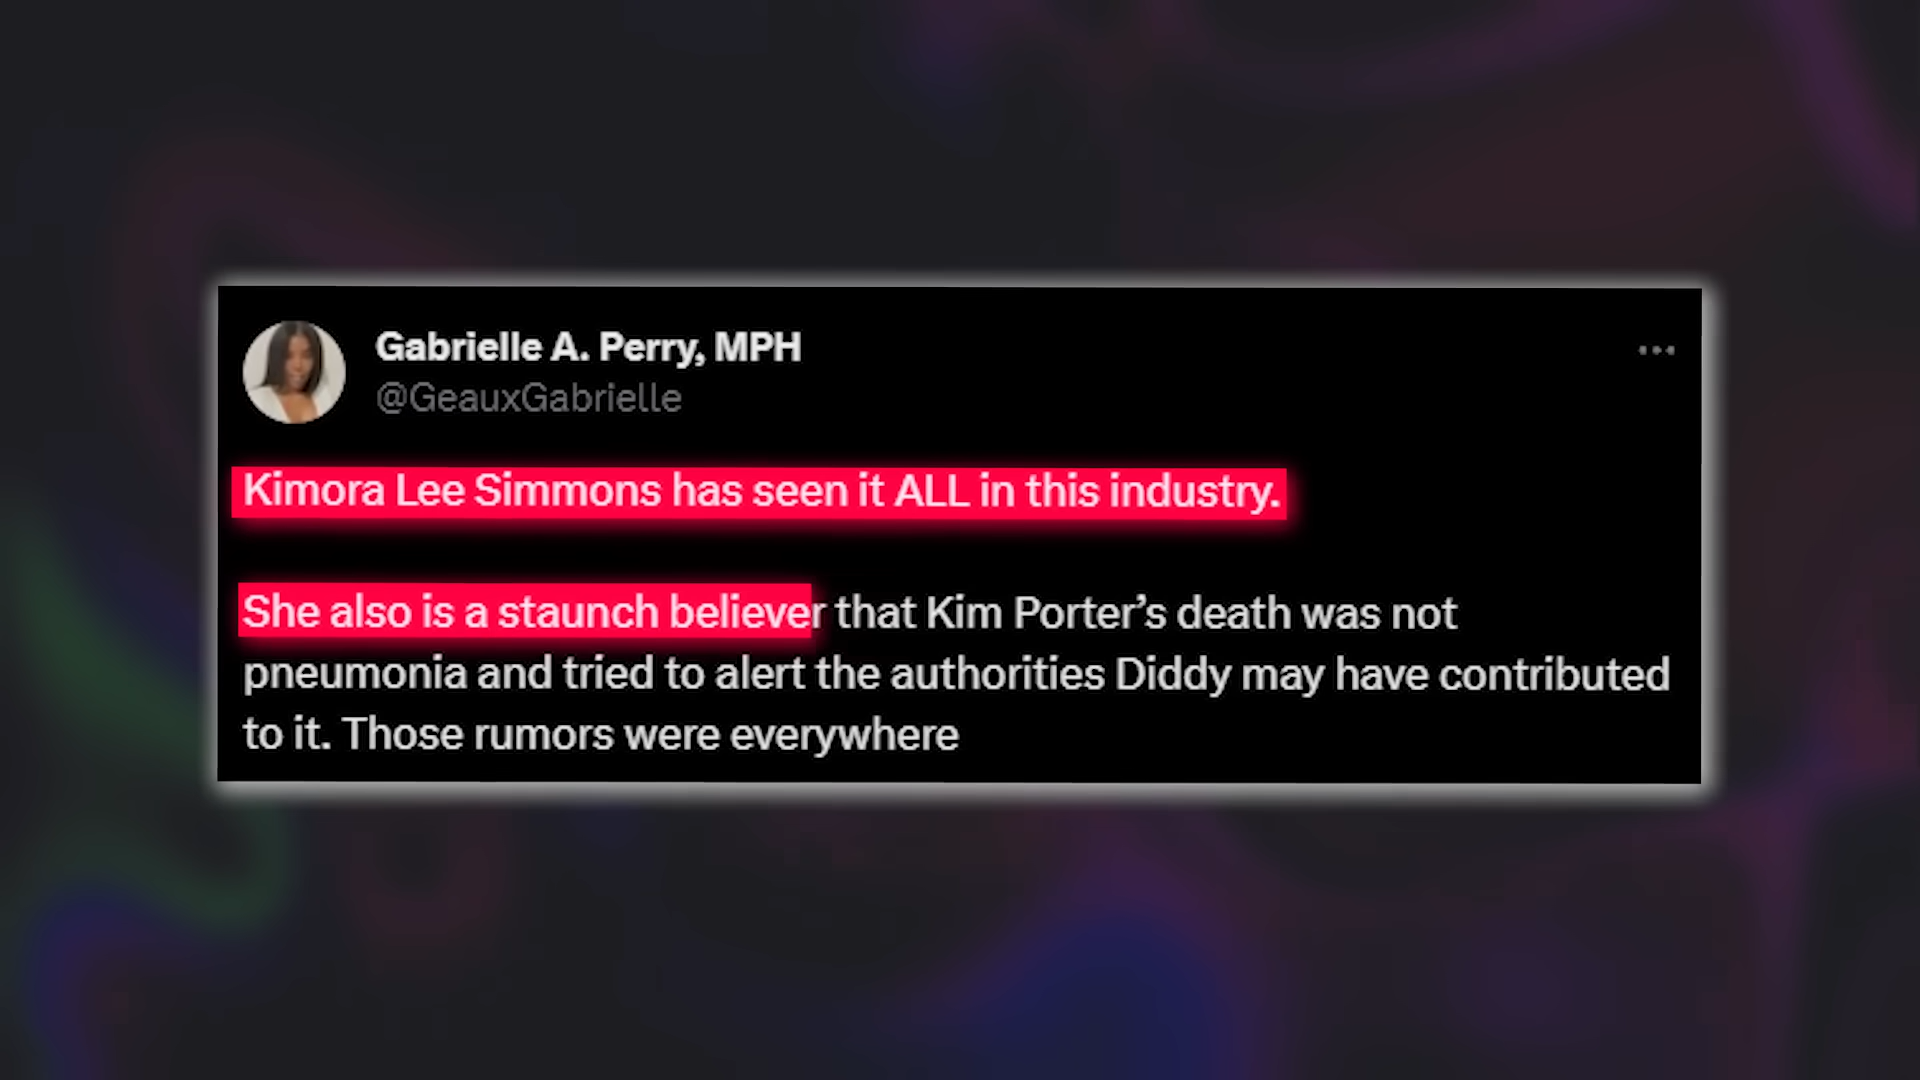 Gabrielle A. Perry, MPH
@GeauxGabrielle
Kimora Lee Simmons has seen it ALL in this industry.
She also is a staunch believer that Kim Porter’s death was not
pneumonia and tried to alert the authorities Diddy may have contributed
to it. Those rumors were everywhere